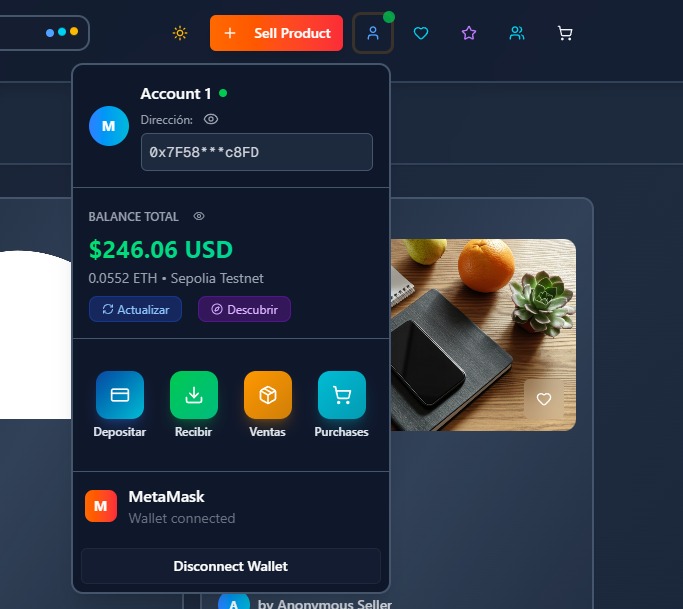 Sell Product
Account 1
M
Dirección:
0x7F58***c8FD
BALANCE TOTAL
$246.06 USD
0.0552 ETH • Sepolia Testnet
Actualizar Descubrir
Depositar Recibir Ventas Purchases
M
MetaMask
Wallet connected
Disconnect Wallet
A by Anonymous Seller